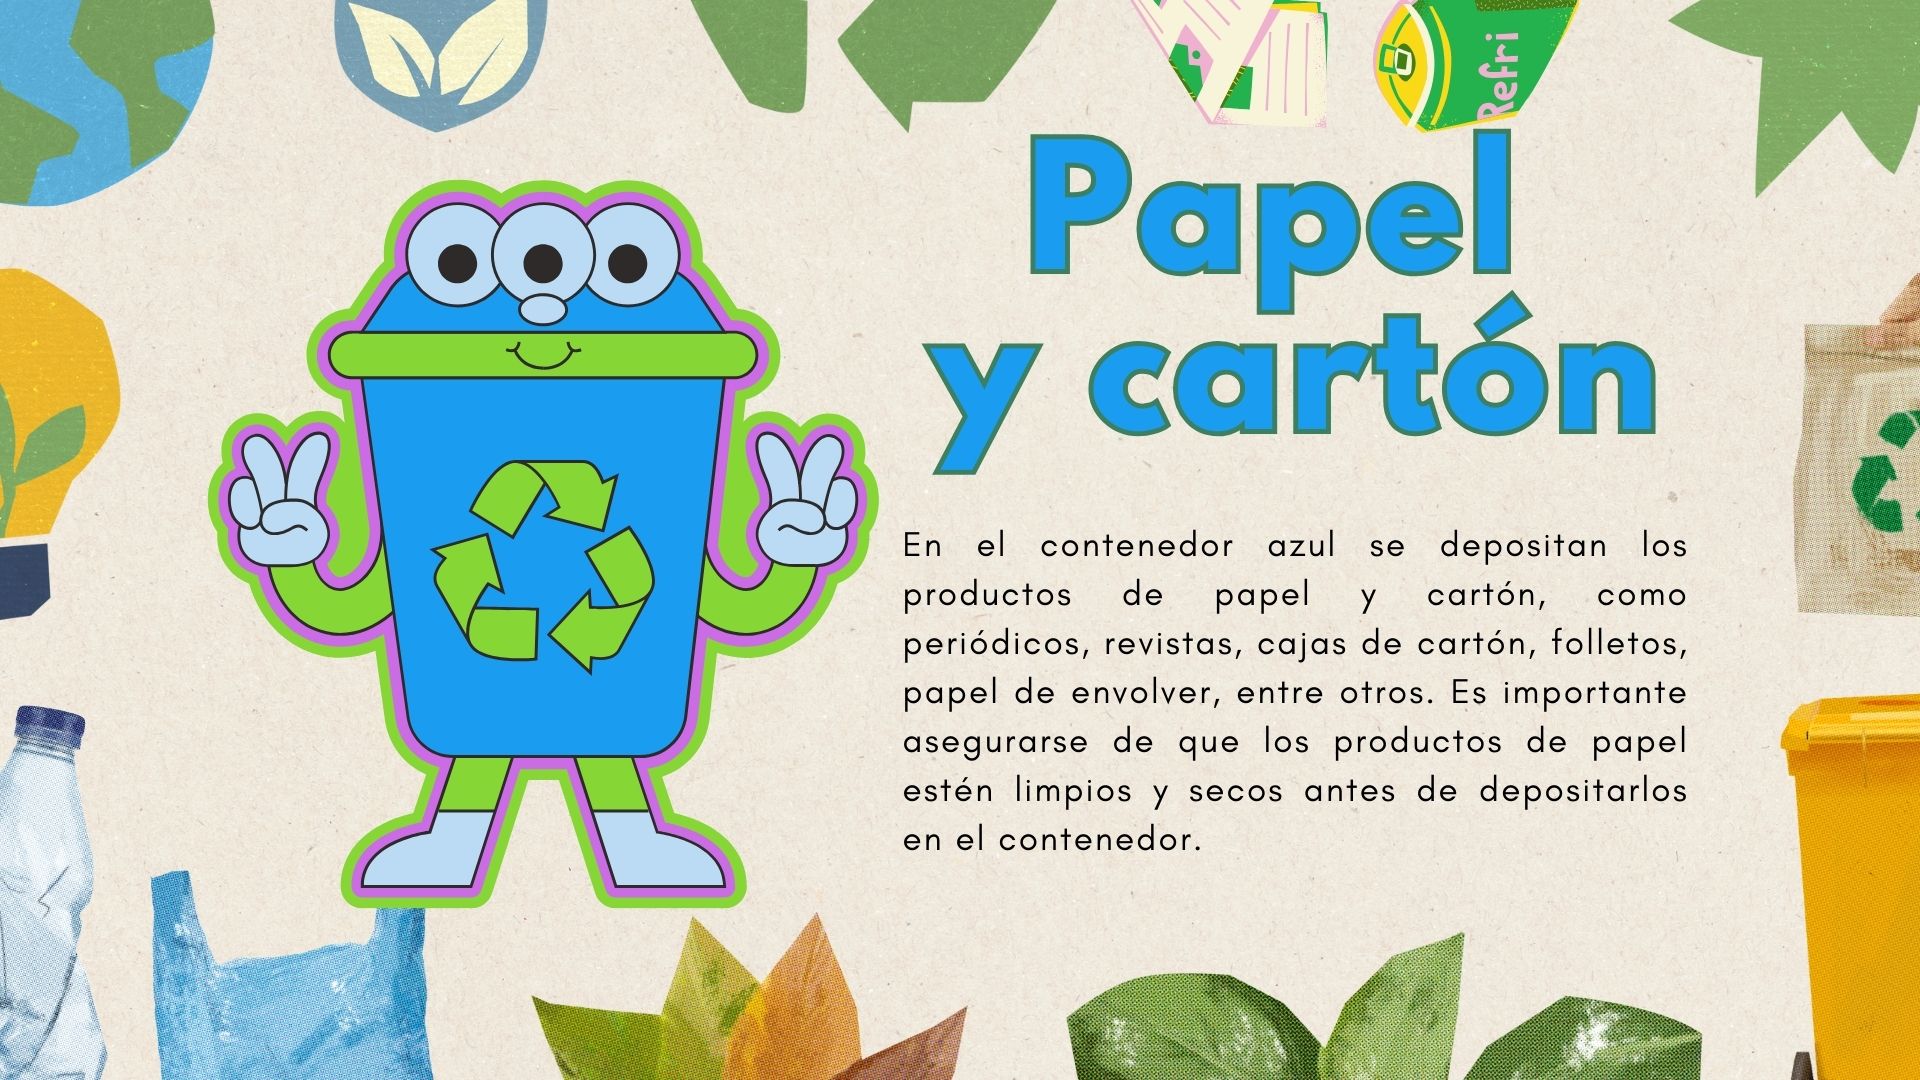 Refri
Papel
y cartón
En el contenedor azul se depositan los
productos de papel y cartón, como
periódicos, revistas, cajas de cartón, folletos,
papel de envolver, entre otros. Es importante
asegurarse de que los productos de papel
estén limpios y secos antes de depositarlos
en el contenedor.